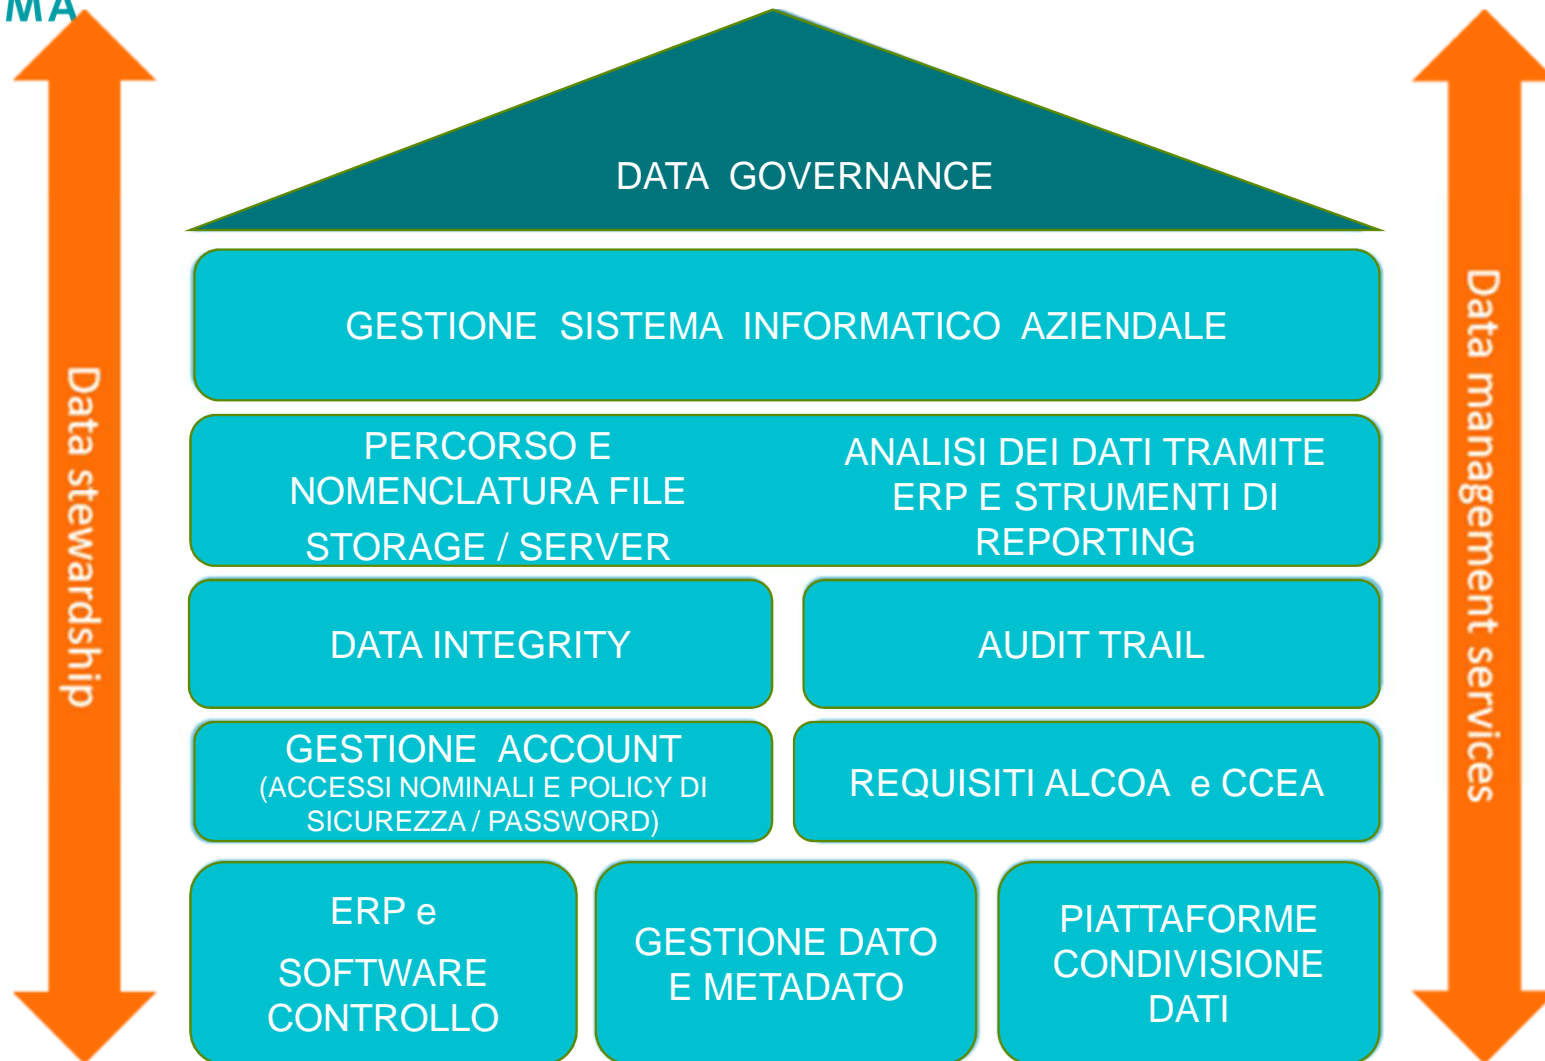 MA
DATA GOVERNANCE
GESTIONE SISTEMA INFORMATICO AZIENDALE
PERCORSO E
NOMENCLATURA FILE
STORAGE / SERVER
ANALISI DEI DATI TRAMITE
ERP E STRUMENTI DI
REPORTING
DATA INTEGRITY
AUDIT TRAIL
GESTIONE ACCOUNT
(ACCESSI NOMINALI E POLICY DI
SICUREZZA / PASSWORD)
REQUISITI ALCOA e CCEA
ERP e
SOFTWARE
CONTROLLO
GESTIONE DATO
E METADATO
PIATTAFORME
CONDIVISIONE
DATI
Data stewardship
Data management services